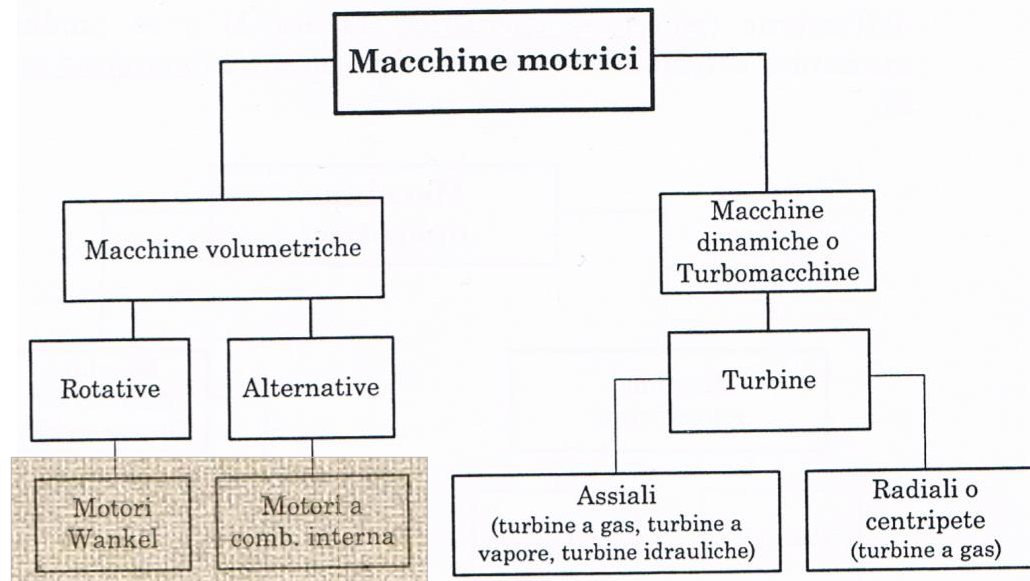 Macchine motrici
Macchine volumetriche
Macchine
dinamiche o
Turbomacchine
Rotative
Alternative
Turbine
Motori
Wankel
Motori a
comb. interna
Assiali
(turbine a gas, turbine a
vapore, turbine idrauliche)
Radiali o
centripete
(turbine a gas)